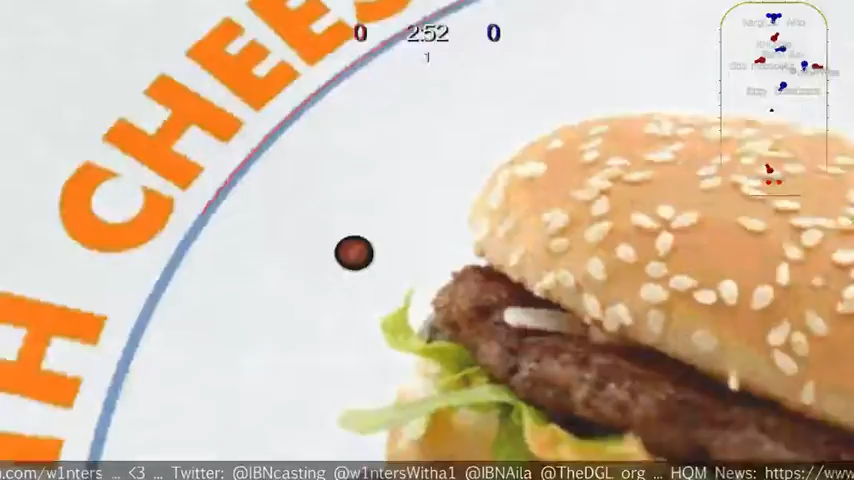 CHEES
H
0 2:52 0
1
n.com/w1nters ... <3 ... Twitter: @IBNcasting @w1ntersWitha1 @IBNAila @TheDGL_org ... HQM News: https://www